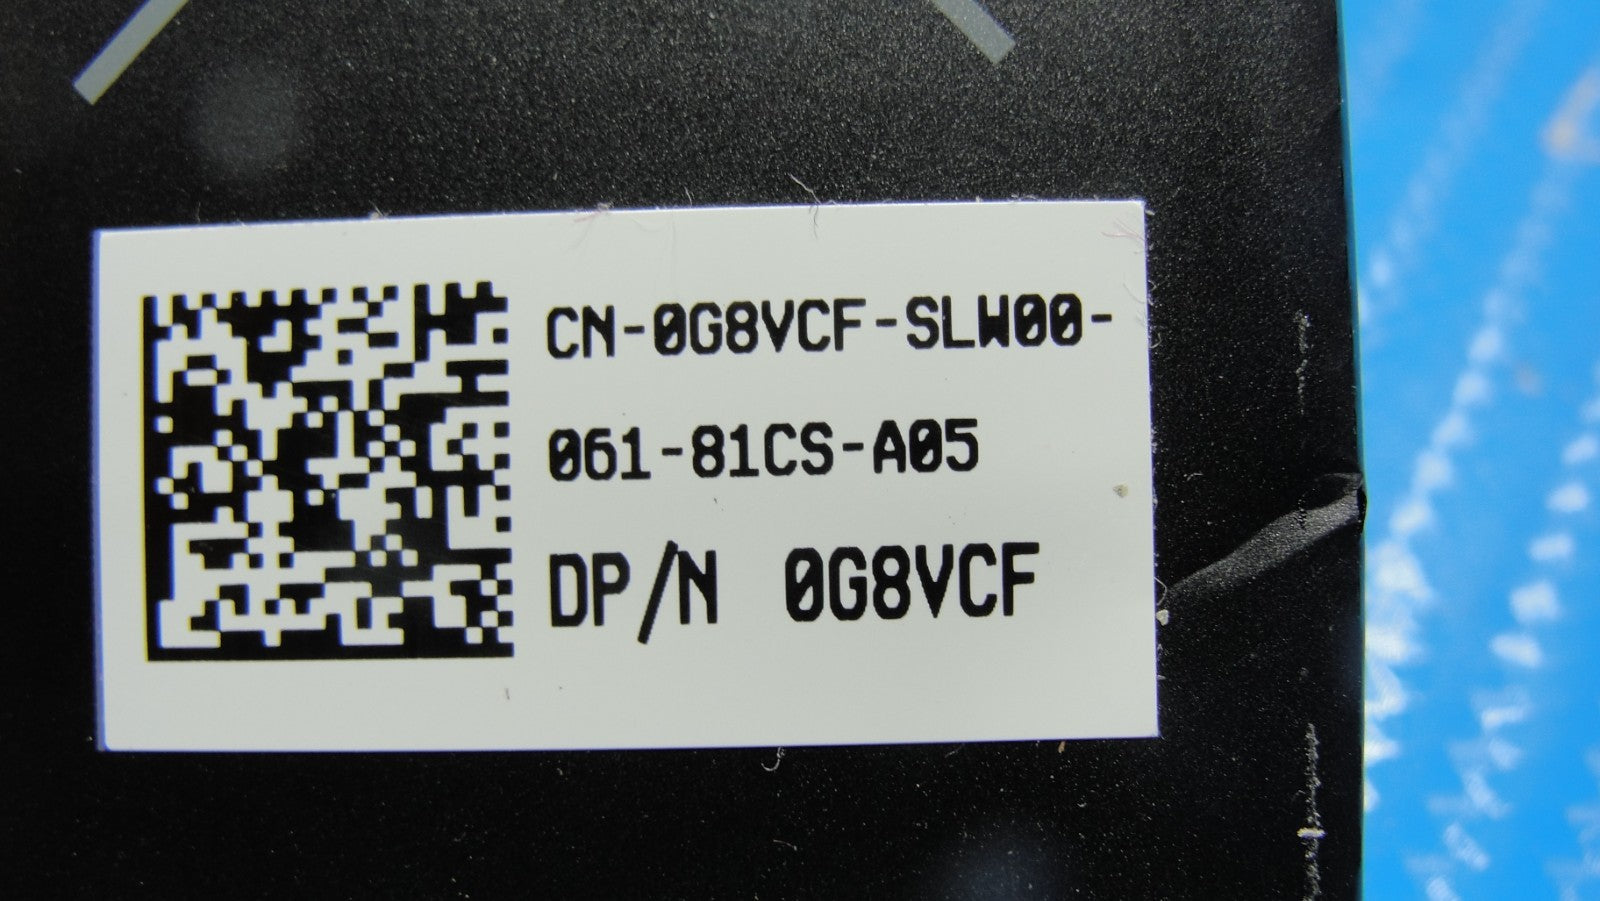 CN-0G8VCF-SLW00-
061-81CS-A05
DP/N 0G8VCF